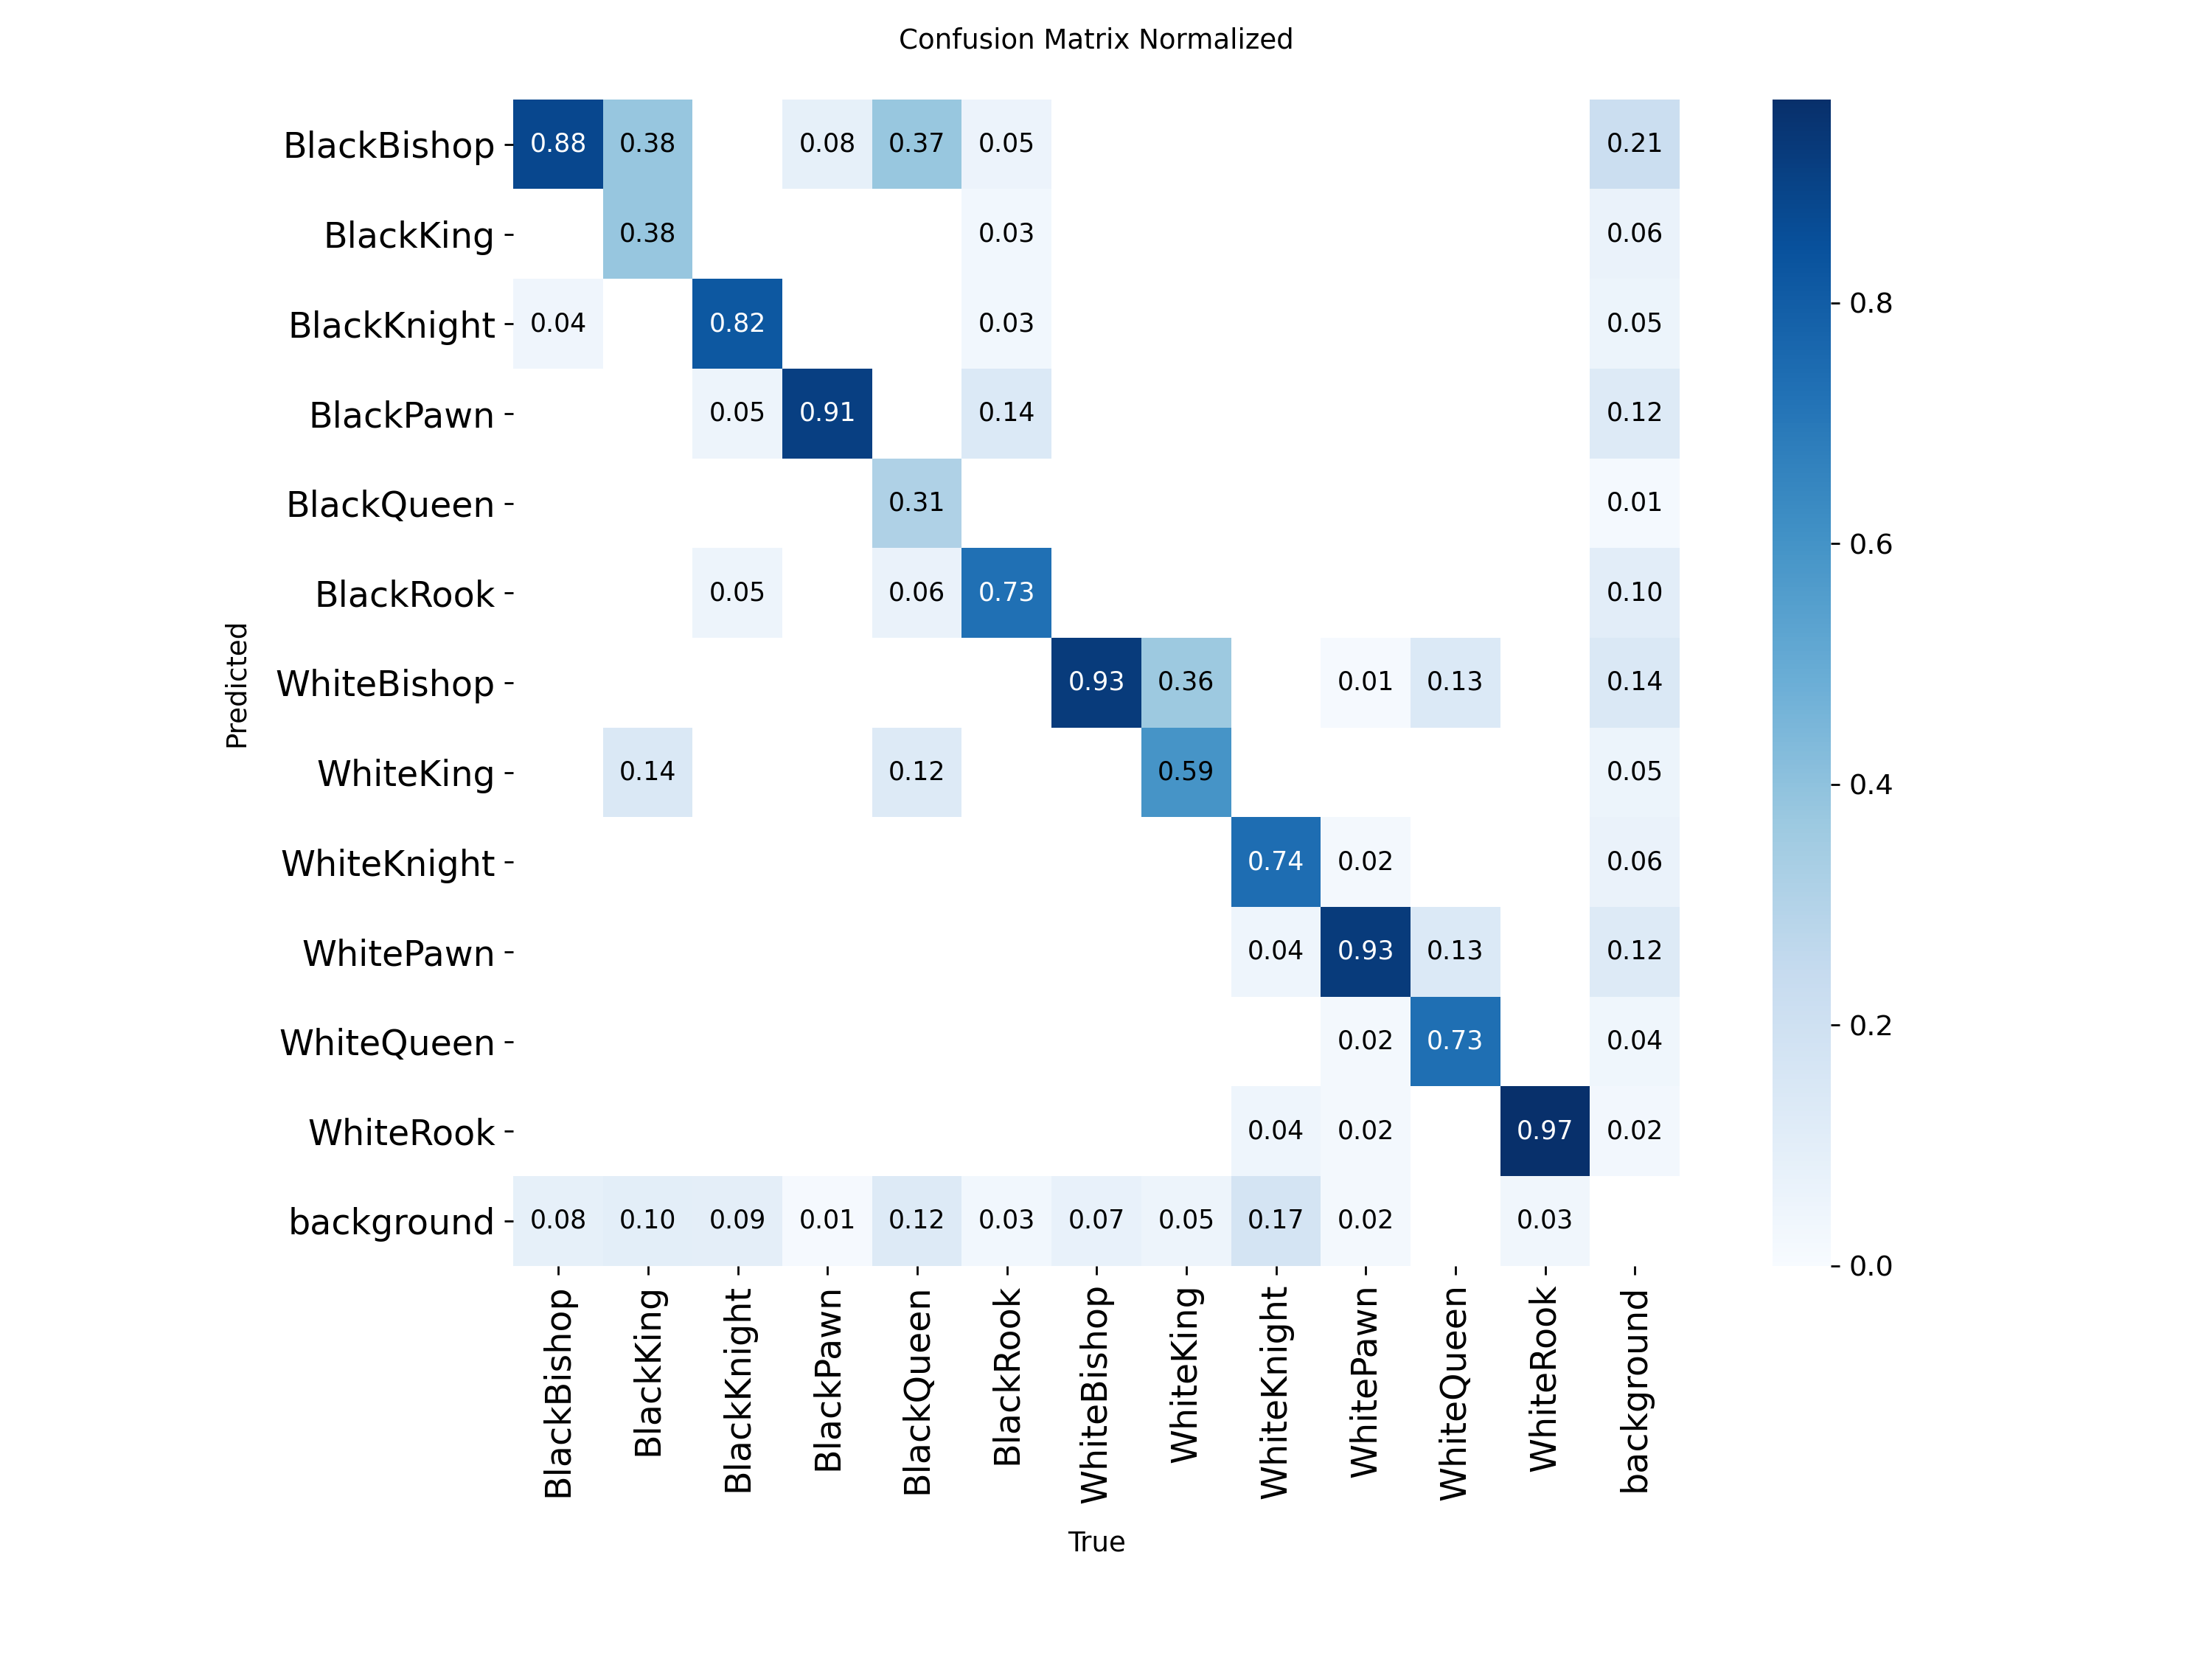 Confusion Matrix Normalized
BlackBishop 0.88 0.38 0.08 0.37 0.05 0.21
BlackKing 0.38 0.03 0.06
BlackKnight 0.04 0.82 0.03 0.05
BlackPawn 0.05 0.91 0.14 0.12
BlackQueen 0.31 0.01
BlackRook 0.05 0.06 0.73 0.10
WhiteBishop 0.93 0.36 0.01 0.13 0.14
WhiteKing 0.14 0.12 0.59 0.05
WhiteKnight 0.74 0.02 0.06
WhitePawn 0.04 0.93 0.13 0.12
WhiteQueen 0.02 0.73 0.04
WhiteRook 0.04 0.02 0.97 0.02
background 0.08 0.10 0.09 0.01 0.12 0.03 0.07 0.05 0.17 0.02 0.03
Predicted
BlackBishop BlackKing BlackKnight BlackPawn BlackQueen BlackRook WhiteBishop WhiteKing WhiteKnight WhitePawn WhiteQueen WhiteRook background
True
0.8
0.6
0.4
0.2
0.0